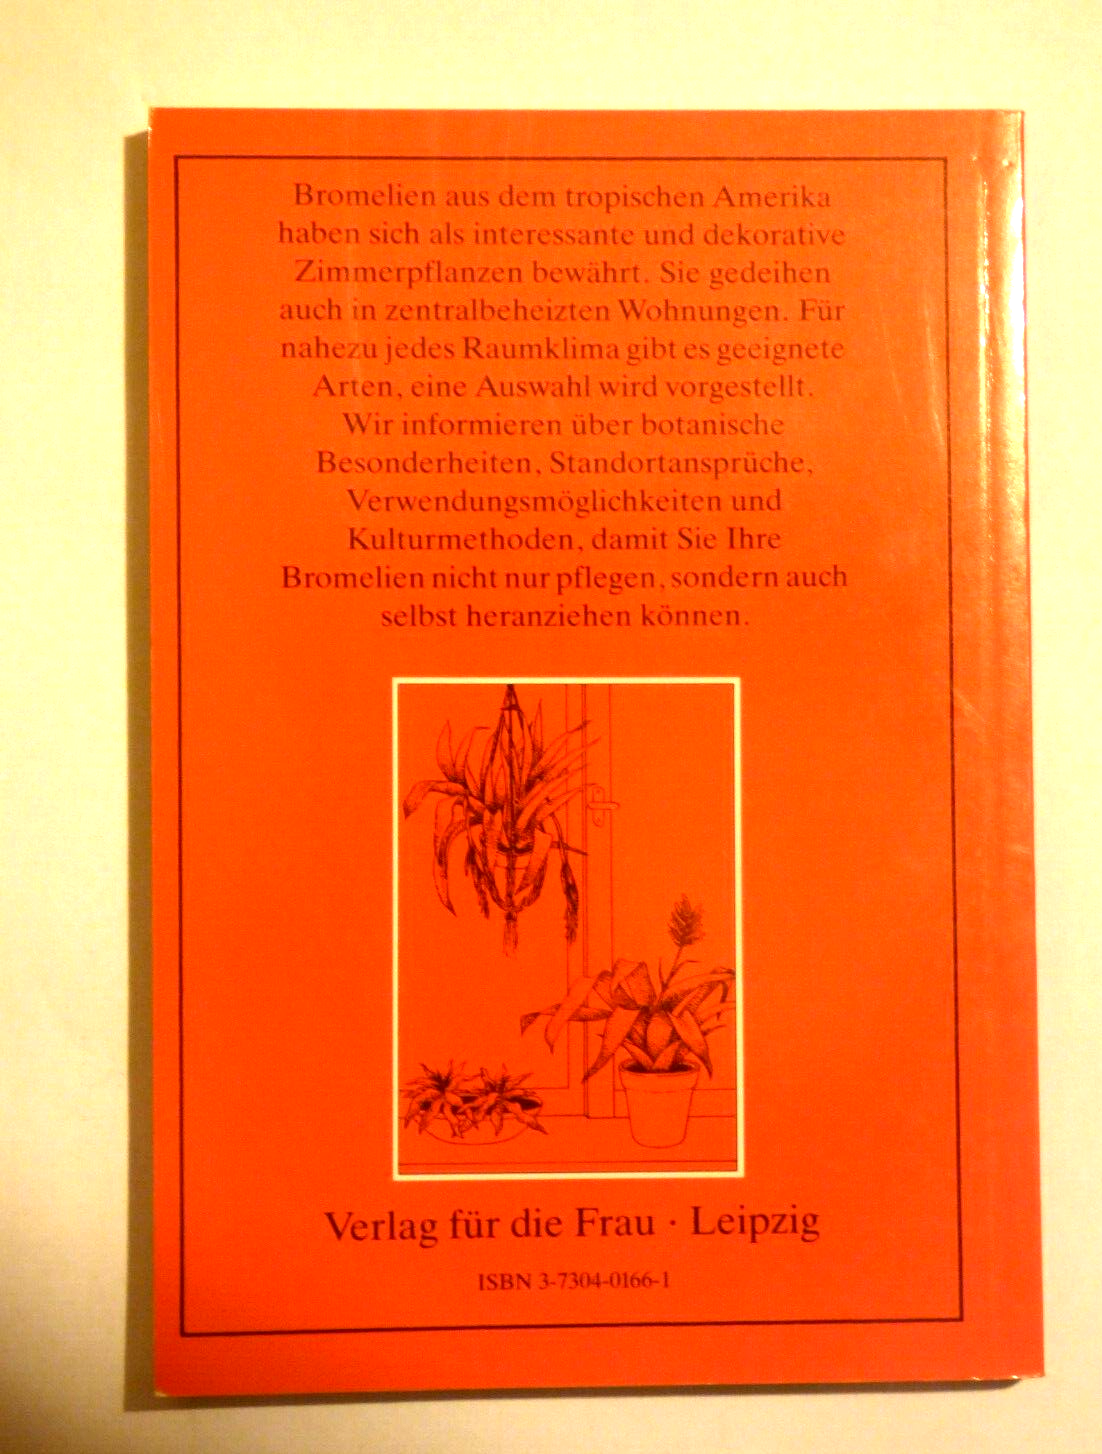 Bromelien aus dem tropischen Amerika
haben sich als interessante und dekorative
Zimmerpflanzen bewährt. Sie gedeihen
auch in zentralbeheizten Wohnungen. Für
nahezu jedes Raumklima gibt es geeignete
Arten, eine Auswahl wird vorgestellt.
Wir informieren über botanische
Besonderheiten, Standortansprüche,
Verwendungsmöglichkeiten und
Kulturmethoden, damit Sie Ihre
Bromelien nicht nur pflegen, sondern auch
selbst heranziehen können.
Verlag für die Frau · Leipzig
ISBN 3-7304-0166-1